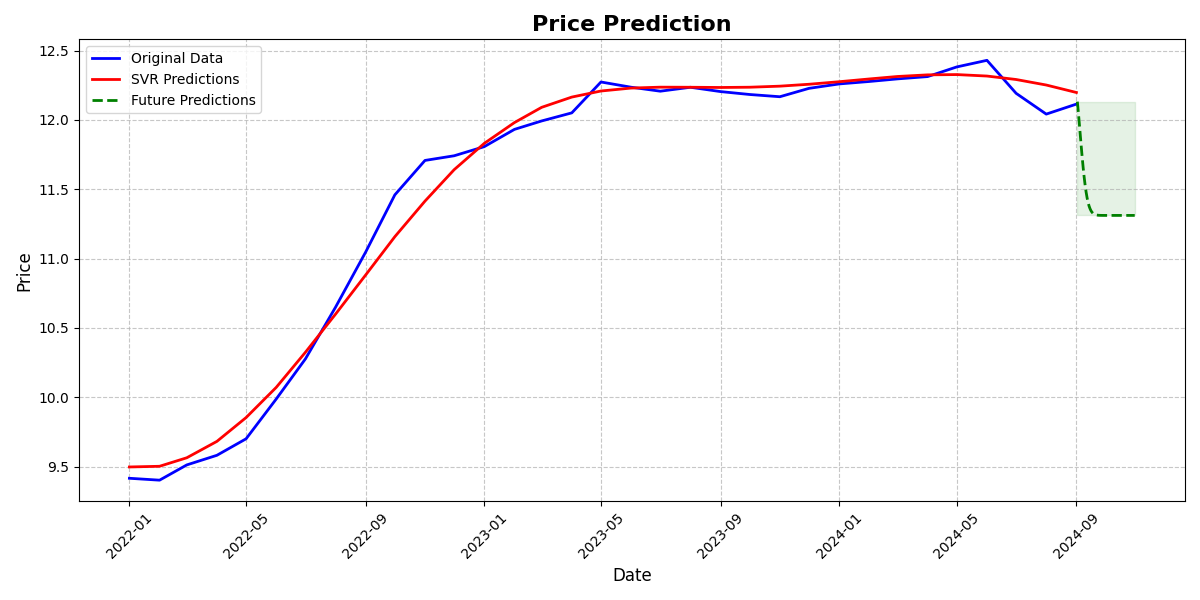 Price Prediction
Original Data
SVR Predictions
Future Predictions
Price
12.5
12.0
11.5
11.0
10.5
10.0
9.5
2022-01
2022-05
2022-09
2023-01
2023-05
2023-09
2024-01
2024-05
2024-09
Date